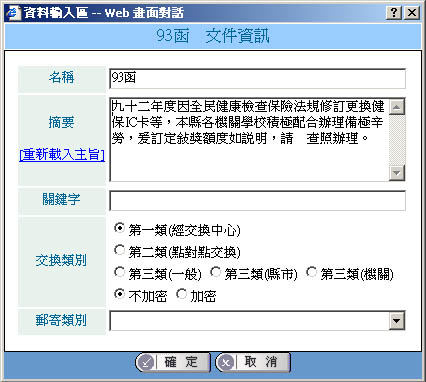 資料輸入區 -- Web 畫面對話
93函 文件資訊
名稱 93函
摘要
[重新載入主旨]
九十二年度因全民健康檢查保險法規修訂更換健
保IC卡等，本縣各機關學校積極配合辦理備極辛
勞，爰訂定敍獎額度如說明，請 查照辦理。
關鍵字
交換類別
第一類(經交換中心)
第二類(點對點交換)
第三類(一般) 第三類(縣市) 第三類(機關)
不加密 加密
郵寄類別
確定 取消